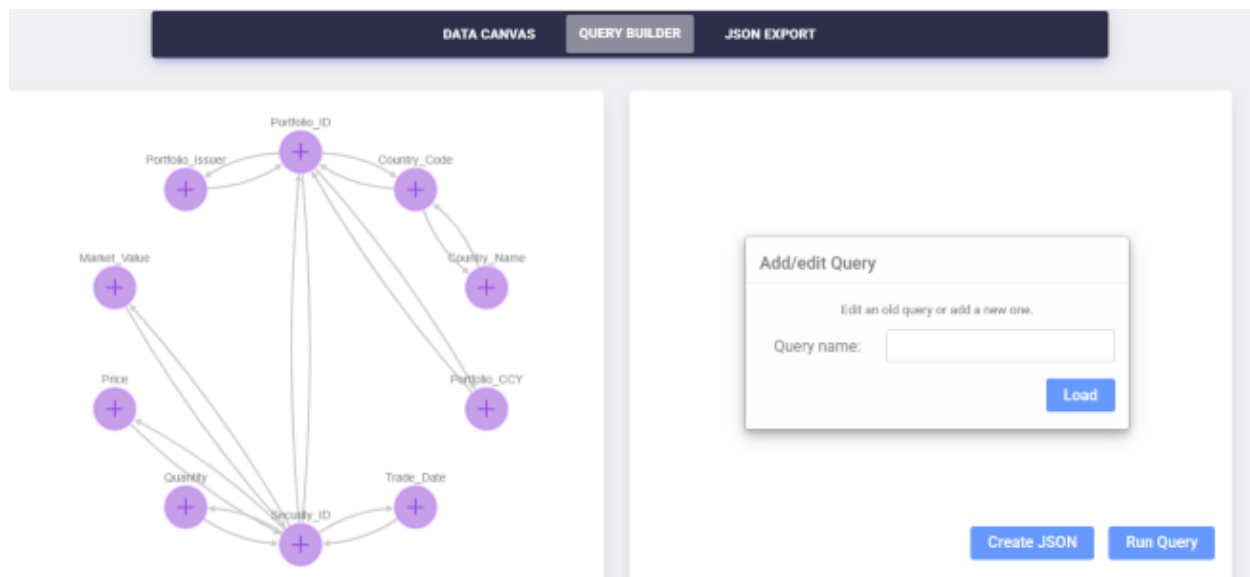 DATA CANVAS QUERY BUILDER JSON EXPORT
Portfolio_ID
Portfolio_Issuer
Country_Code
Market_Value
Country_Name
Price
Portfolio_CCY
Quantity
Trade_Date
Security_ID
Add/edit Query
Edit an old query or add a new one.
Query name:
Load
Create JSON Run Query